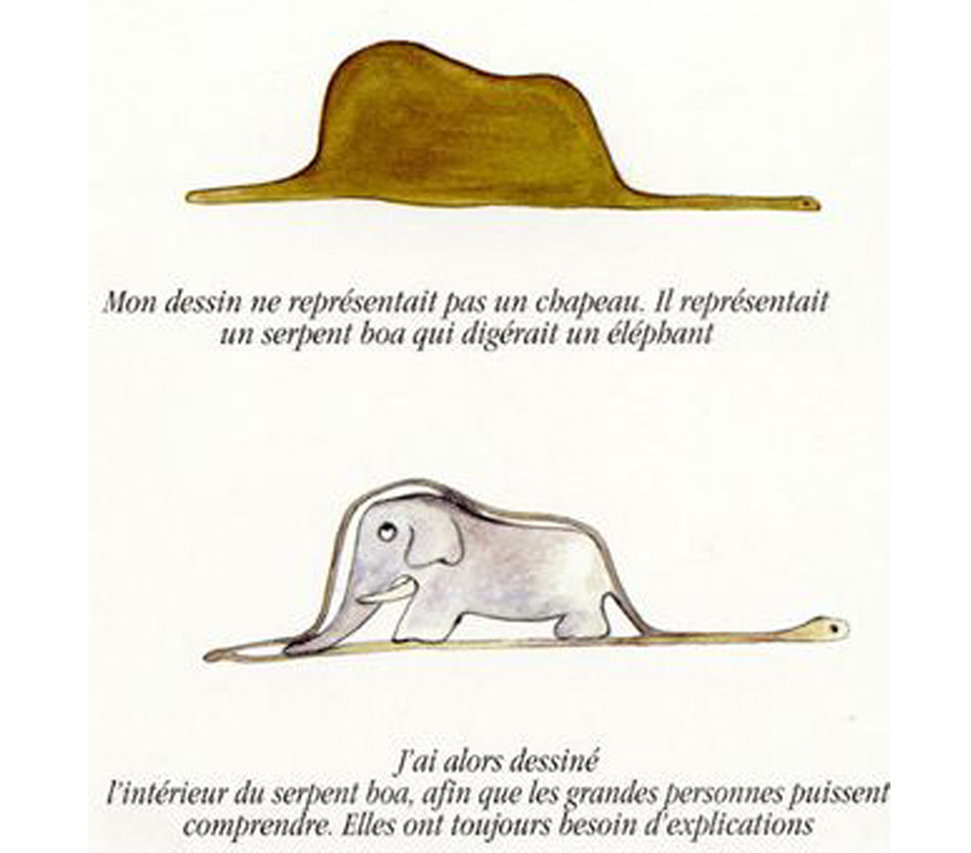 Mon dessin ne représentait pas un chapeau. Il représentait
un serpent boa qui digérait un éléphant
J'ai alors dessiné
l'intérieur du serpent boa, afin que les grandes personnes puissent
comprendre. Elles ont toujours besoin d'explications